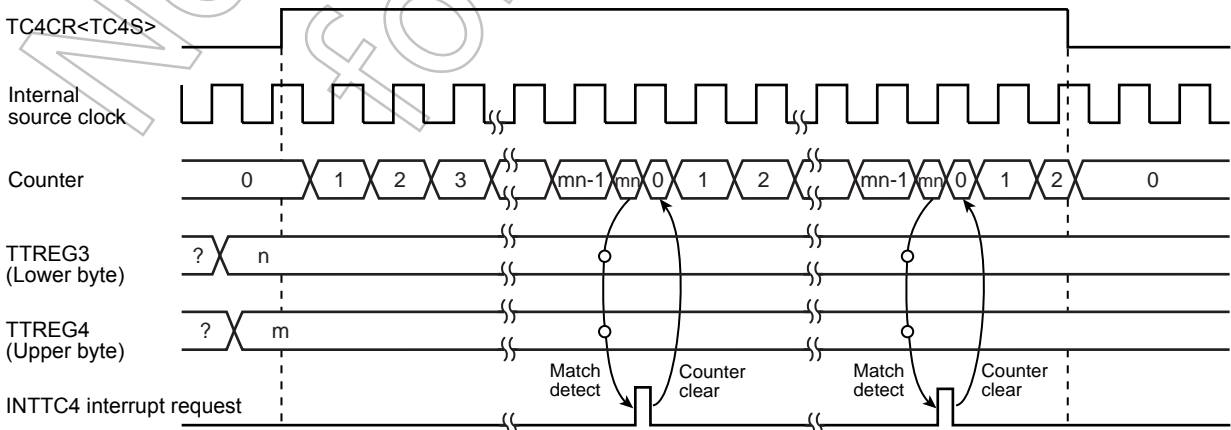 TC4CR<TC4S>
Internal
source clock
Counter
0 1 2 3 mn-1 mn 0 1 2 mn-1 mn 0 1 2 0
TTREG3
(Lower byte)
? n
TTREG4
(Upper byte)
? m
Match
detect
Counter
clear
Match
detect
Counter
clear
INTTC4 interrupt request